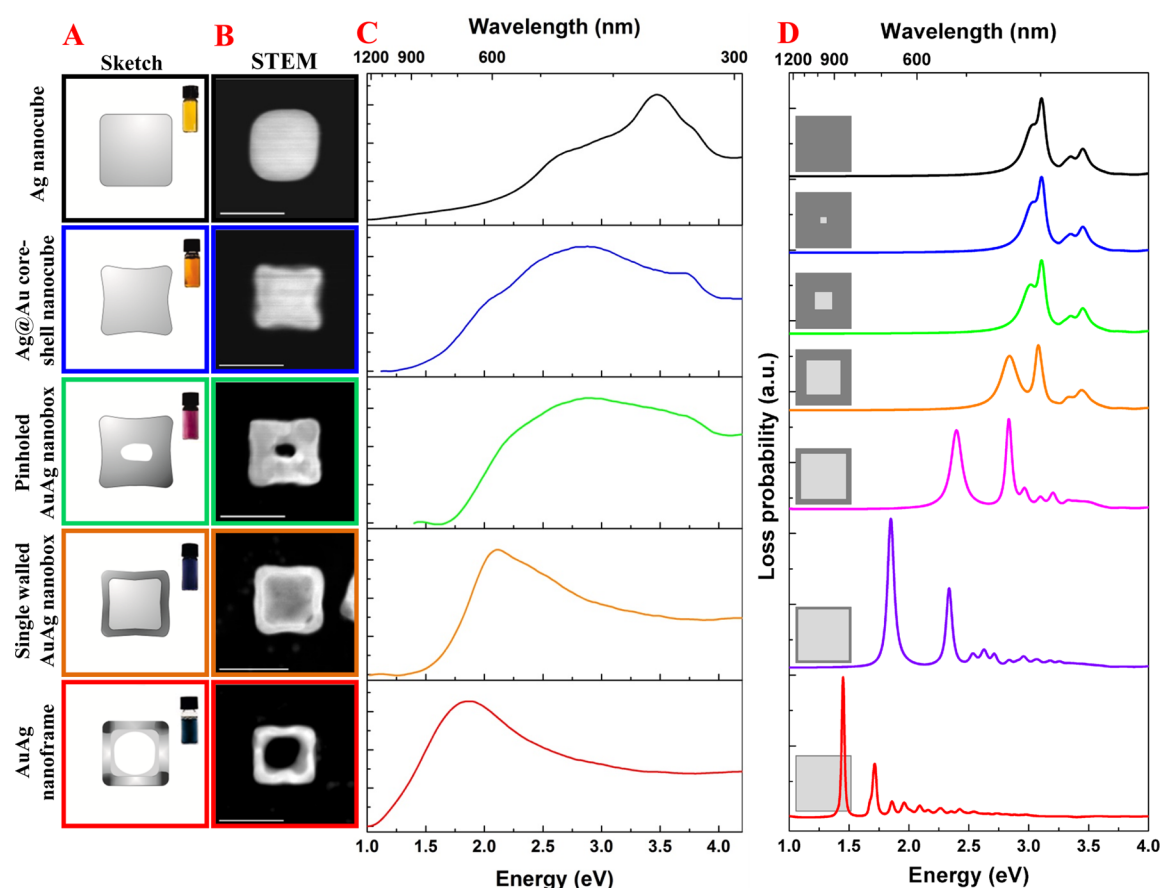 A
B
C
D
Sketch
STEM
Wavelength (nm)
1200 900 600 300
Wavelength (nm)
1200 900 600
Ag nanocube
Ag@Au core-
shell nanocube
Pinholed
AuAg nanobox
Single walled
AuAg nanobox
AuAg
nanoframe
Loss probability (a.u.)
1.0 1.5 2.0 2.5 3.0 3.5 4.0
Energy (eV)
1.0 1.5 2.0 2.5 3.0 3.5 4.0
Energy (eV)